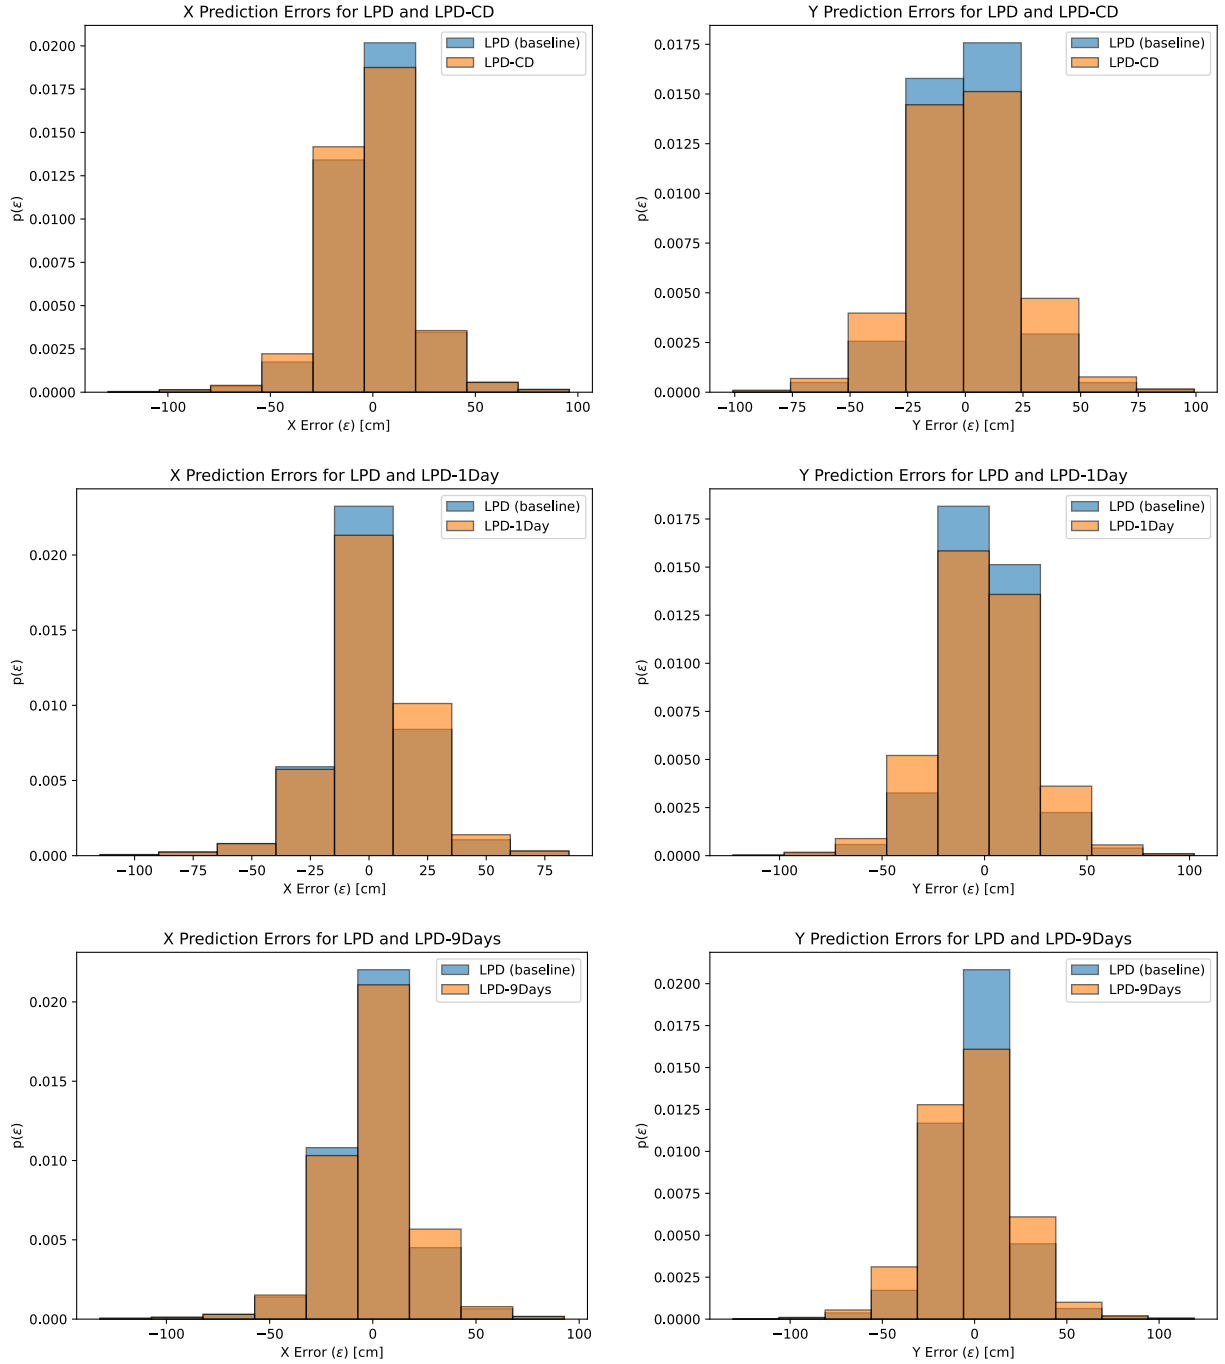 X Prediction Errors for LPD and LPD-CD
LPD (baseline)
LPD-CD
0.0200
0.0175
0.0150
0.0125
0.0100
0.0075
0.0050
0.0025
0.0000
p(ε)
−100
−50
0
50
100
X Error (ε) [cm]
Y Prediction Errors for LPD and LPD-CD
LPD (baseline)
LPD-CD
0.0175
0.0150
0.0125
0.0100
0.0075
0.0050
0.0025
0.0000
p(ε)
−100
−75
−50
−25
0
25
50
75
100
Y Error (ε) [cm]
X Prediction Errors for LPD and LPD-1Day
LPD (baseline)
LPD-1Day
0.020
0.015
0.010
0.005
0.000
p(ε)
−100
−75
−50
−25
0
25
50
75
X Error (ε) [cm]
Y Prediction Errors for LPD and LPD-1Day
LPD (baseline)
LPD-1Day
0.0175
0.0150
0.0125
0.0100
0.0075
0.0050
0.0025
0.0000
p(ε)
−100
−50
0
50
100
Y Error (ε) [cm]
X Prediction Errors for LPD and LPD-9Days
LPD (baseline)
LPD-9Days
0.020
0.015
0.010
0.005
0.000
p(ε)
−100
−50
0
50
100
X Error (ε) [cm]
Y Prediction Errors for LPD and LPD-9Days
LPD (baseline)
LPD-9Days
0.0200
0.0175
0.0150
0.0125
0.0100
0.0075
0.0050
0.0025
0.0000
p(ε)
−100
−50
0
50
100
Y Error (ε) [cm]